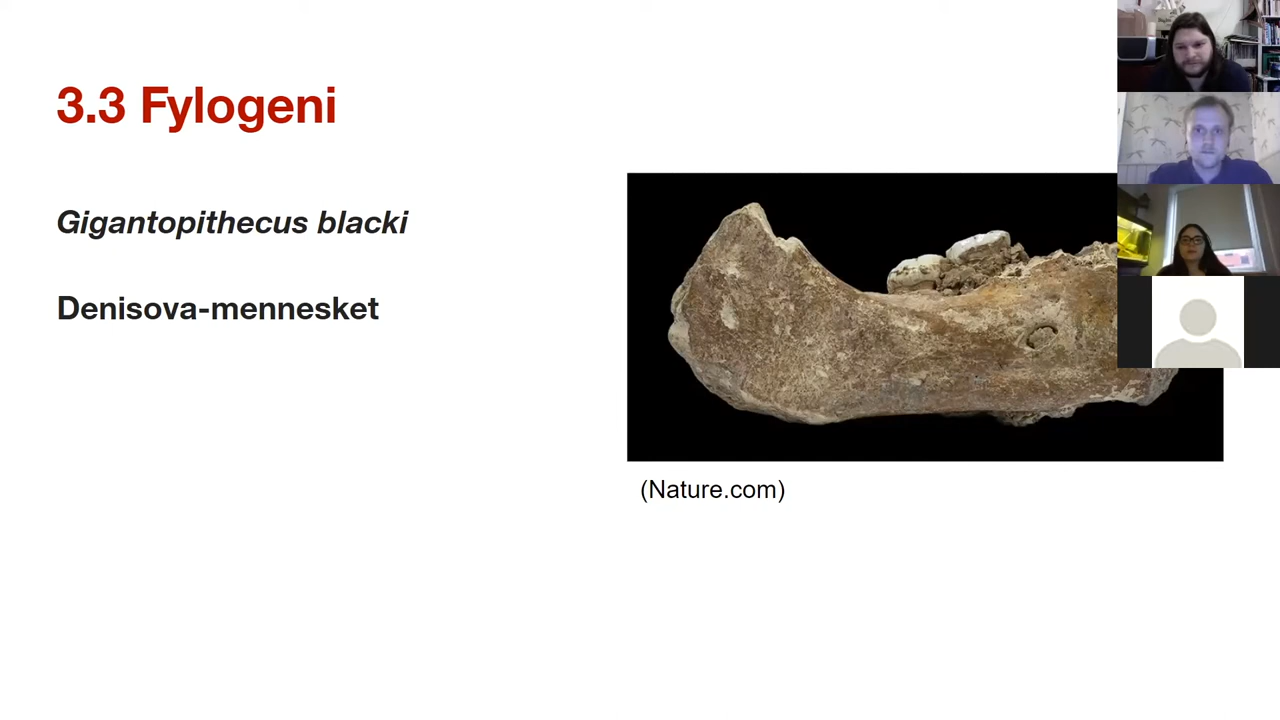 3.3 Fylogeni
Gigantopithecus blacki
Denisova-mennesket
(Nature.com)